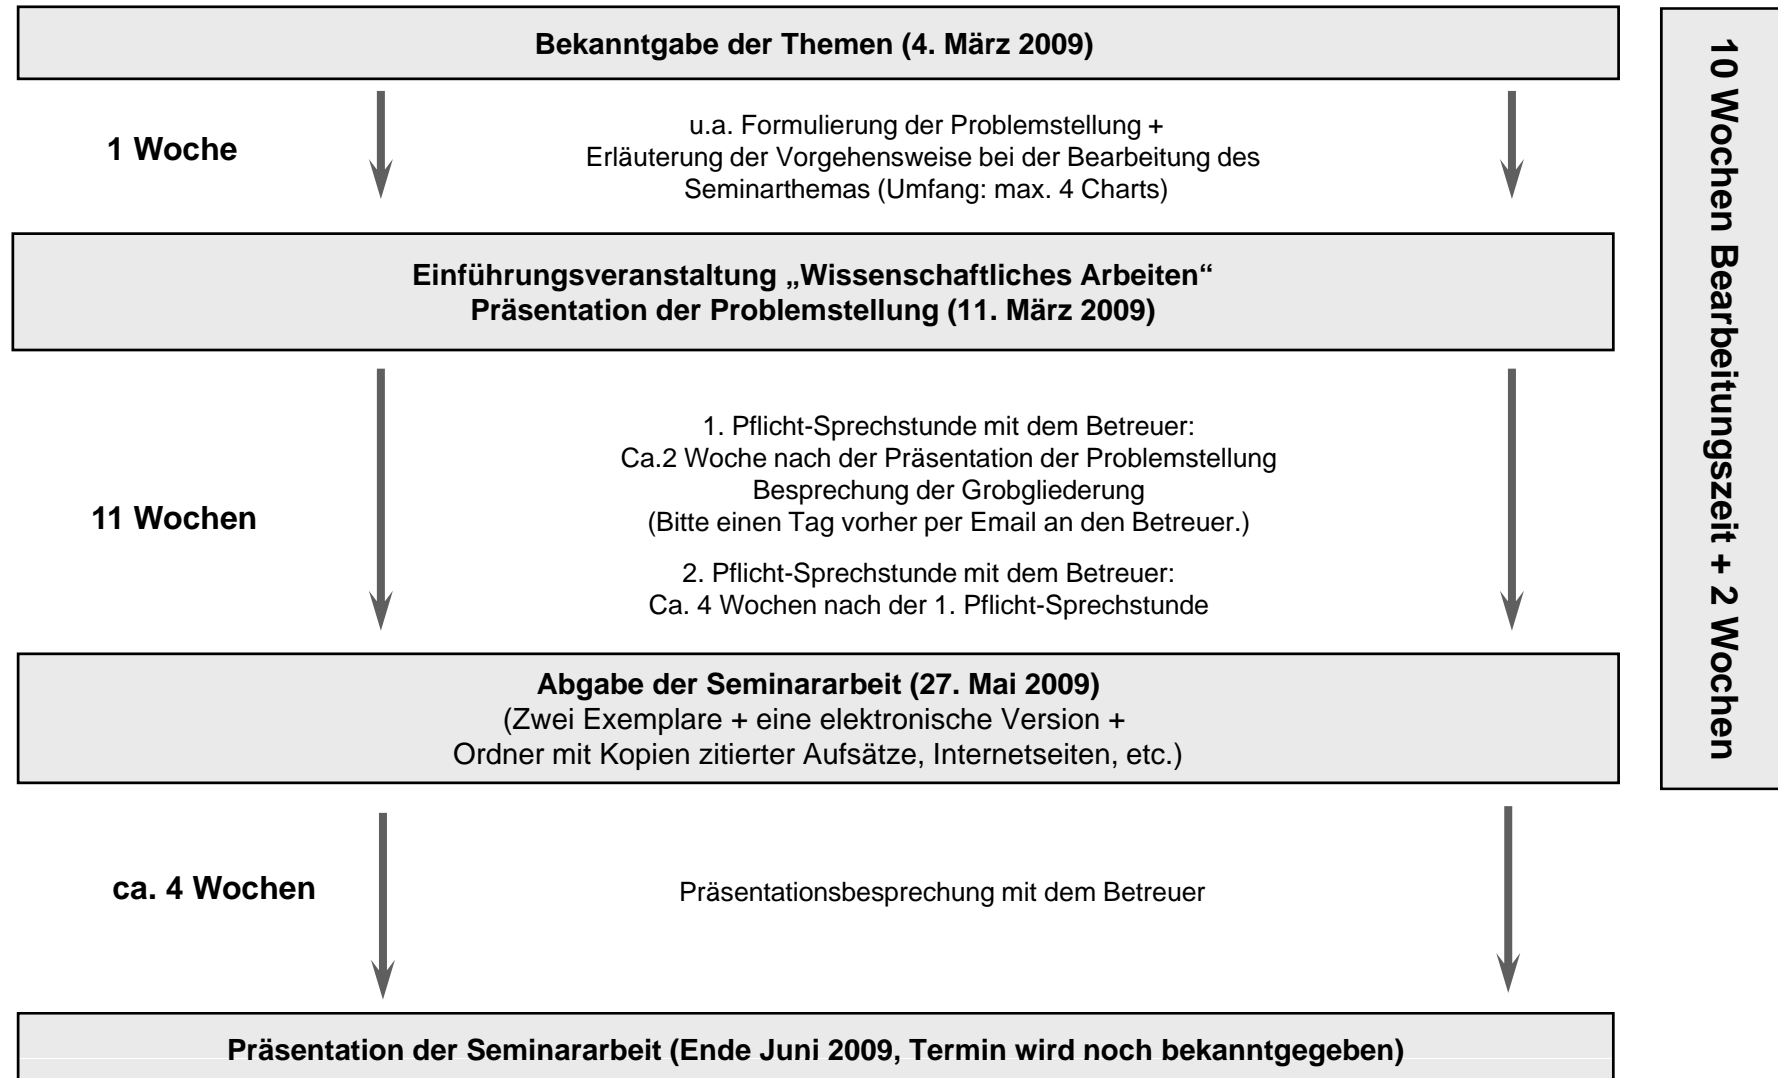 Bekanntgabe der Themen (4. März 2009)
1 Woche
u.a. Formulierung der Problemstellung +
Erläuterung der Vorgehensweise bei der Bearbeitung des
Seminarthemas (Umfang: max. 4 Charts)
Einführungsveranstaltung „Wissenschaftliches Arbeiten“
Präsentation der Problemstellung (11. März 2009)
11 Wochen
1. Pflicht-Sprechstunde mit dem Betreuer:
Ca.2 Woche nach der Präsentation der Problemstellung
Besprechung der Grobgliederung
(Bitte einen Tag vorher per Email an den Betreuer.)
2. Pflicht-Sprechstunde mit dem Betreuer:
Ca. 4 Wochen nach der 1. Pflicht-Sprechstunde
Abgabe der Seminararbeit (27. Mai 2009)
(Zwei Exemplare + eine elektronische Version +
Ordner mit Kopien zitierter Aufsätze, Internetseiten, etc.)
ca. 4 Wochen
Präsentationsbesprechung mit dem Betreuer
Präsentation der Seminararbeit (Ende Juni 2009, Termin wird noch bekanntgegeben)
10 Wochen Bearbeitungszeit + 2 Wochen